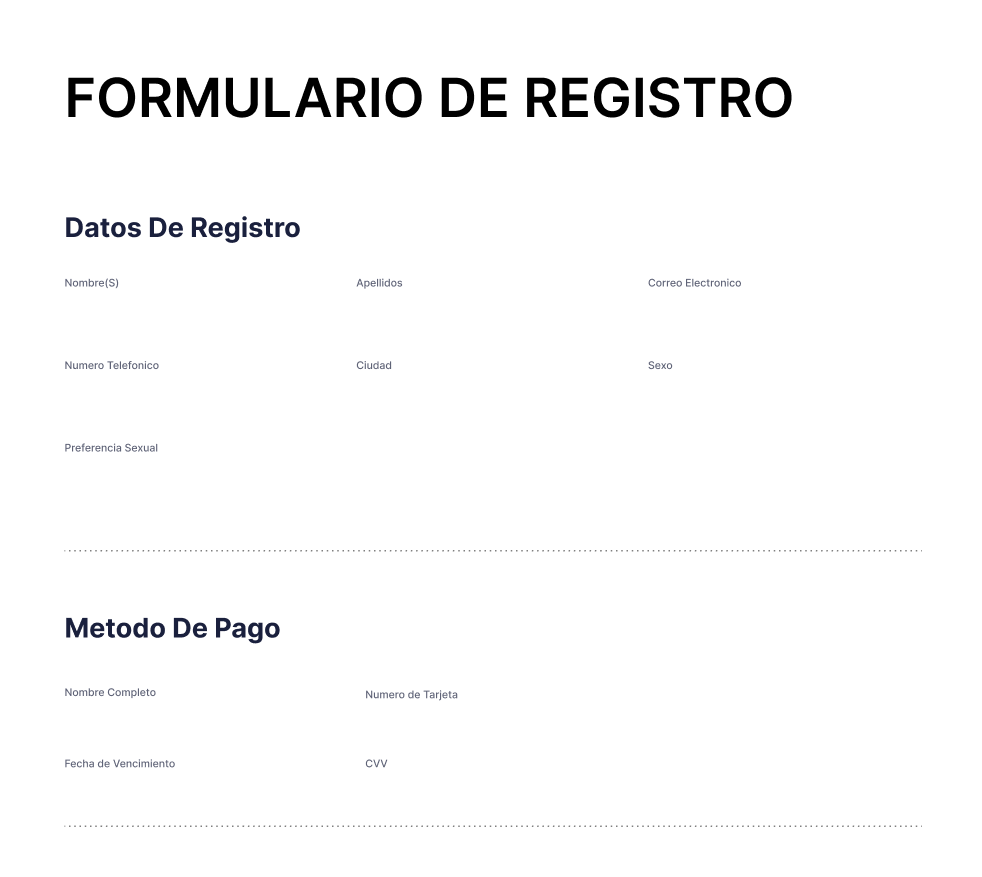 FORMULARIO DE REGISTRO
Datos De Registro
Nombre(S) Apellidos Correo Electronico
Numero Telefonico Ciudad Sexo
Preferencia Sexual
Metodo De Pago
Nombre Completo Numero de Tarjeta
Fecha de Vencimiento CVV